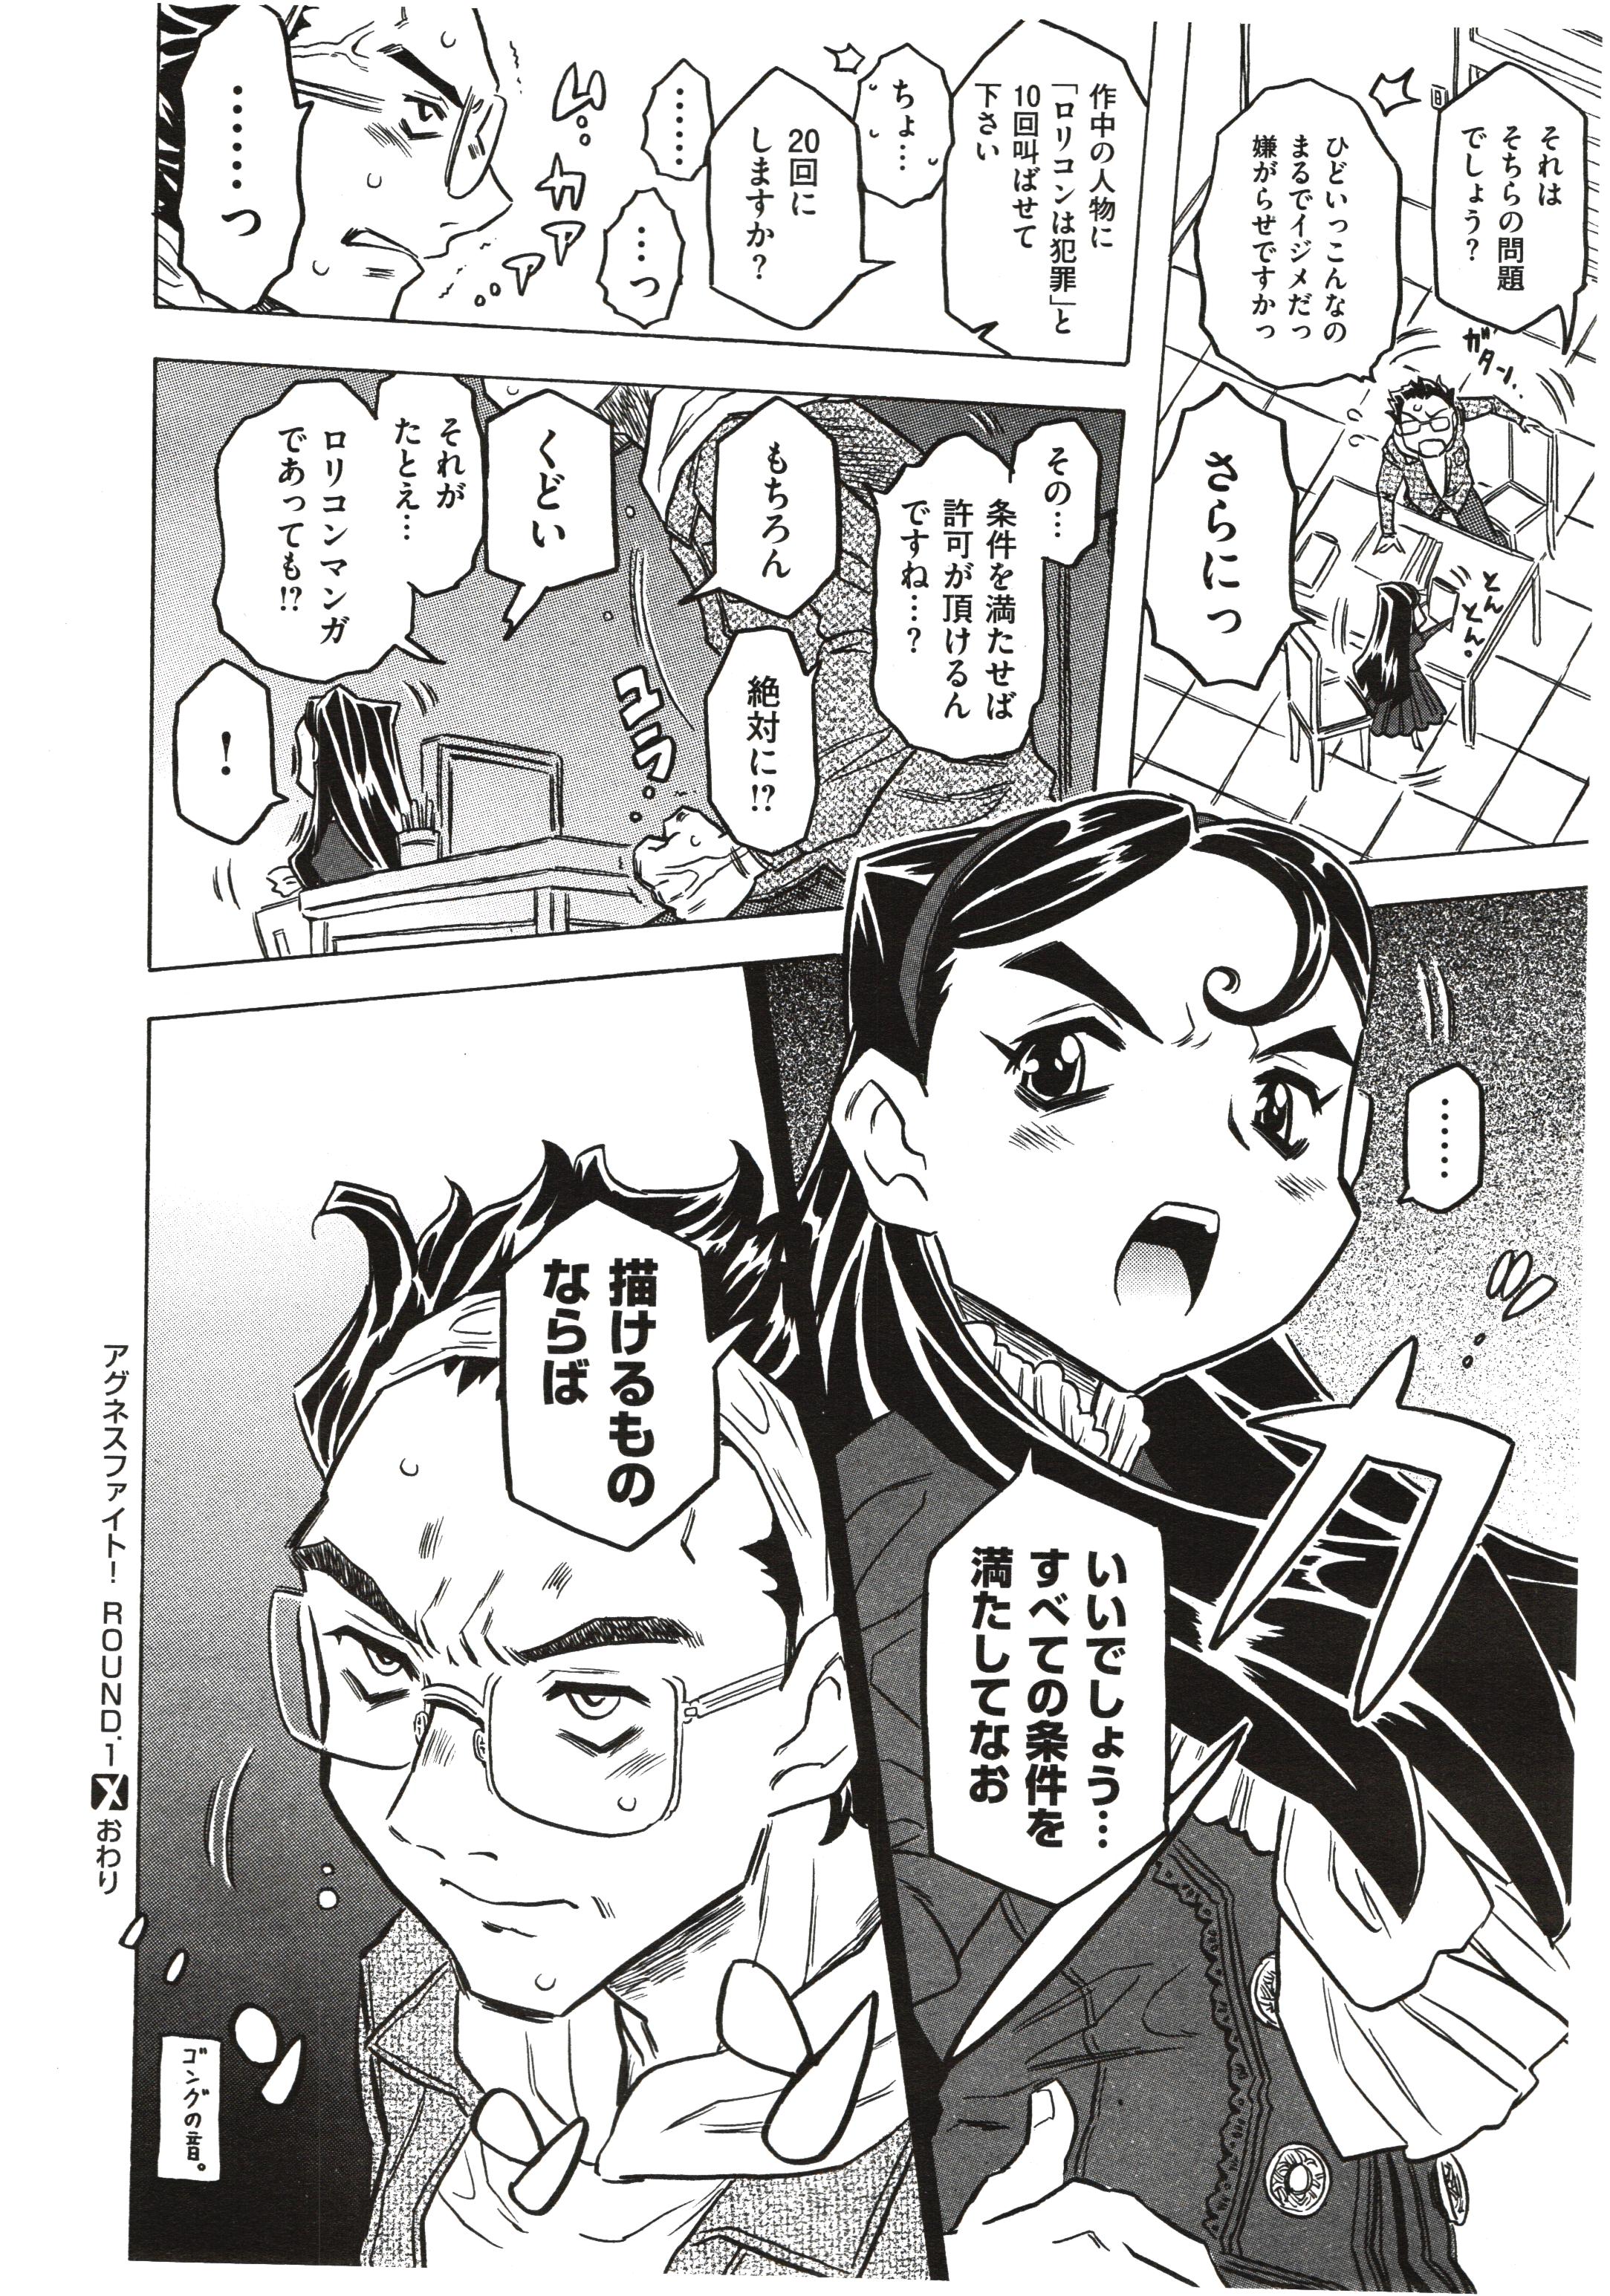 それは
そちらの問題
でしょう？
ひどいっこんなの
まるでイジメだっ
嫌がらせですかっ
ガタン、
とん
とん。
さらにっ
作中の人物に
「ロリコンは犯罪」と
10回叫ばせて
下さい
ちょ…
20回に
しますか？
……
…っ
ムカアァ
……っ
その…
条件を満たせば
許可が頂けるん
ですね…？
もちろん
絶対に!?
ユラ
くどい
それが
たとえ…
ロリコンマンガ
であっても!?
！
……
いいでしょう…
すべての条件を
満たしてなお
描けるもの
ならば
カ
ゴングの音。
アグネスファイト！ ROUND.1 おわり